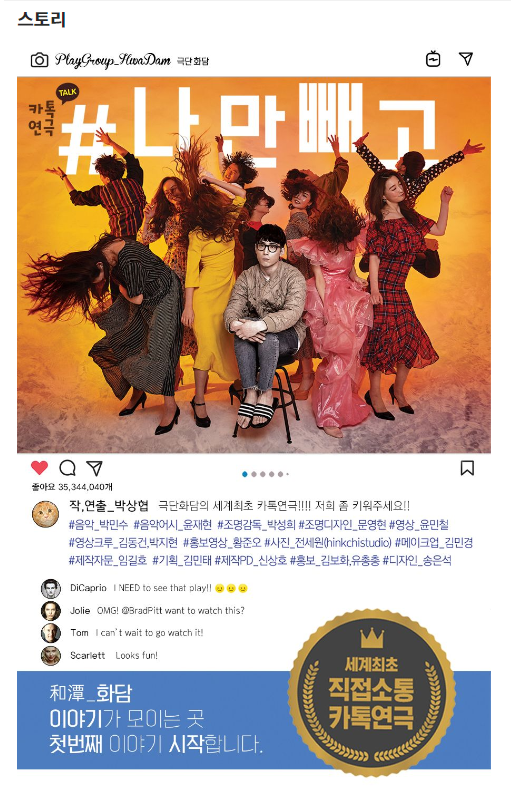 스토리
PlayGroup_HwaDam 극단화담
카톡 TALK
연극
#나만빼고
좋아요 35,344,040개
작,연출_박상협 극단화담의 세계최초 카톡연극!!!! 저희 좀 키워주세요!!
#음악_박민수 #음악어시_윤재현 #조명감독_박성희 #조명디자인_문영현 #영상_윤민철
#영상크루_김동건,박지현 #홍보영상_황준오 #사진_전세원(hinkchistudio) #메이크업_김민경
#제작자문_임길호 #기획_김민태 #제작PD_신상호 #홍보_김보화,유충충 #디자인_송은석
DiCaprio I NEED to see that play!!
Jolie OMG! @BradPitt want to watch this?
Tom I can't wait to go watch it!
Scarlett Looks fun!
세계최초
직접소통
카톡연극
和潭_화담
이야기가 모이는 곳
첫번째 이야기 시작합니다.